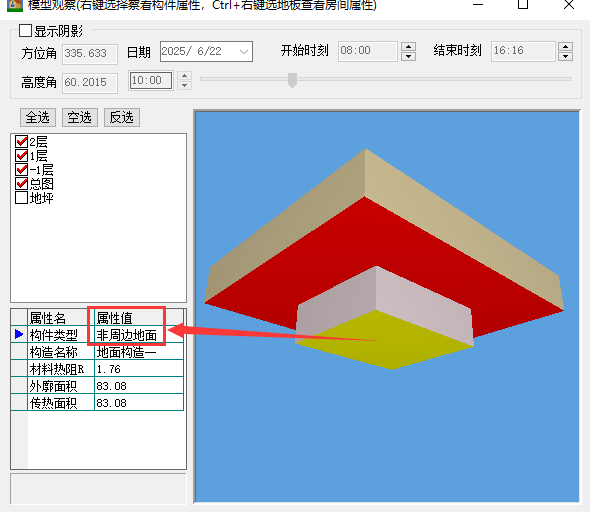 模型观察(右键选择察看构件属性，Ctrl+右键选地板查看房间属性)
显示阴影
方位角 335.633 日期 2025/ 6/22 开始时刻 08:00 结束时刻 16:16
高度角 60.2015 10:00
全选 空选 反选
2层
1层
-1层
总图
地坪
属性名 属性值
构件类型 非周边地面
构造名称 地面构造一
材料热阻R 1.76
外廓面积 83.08
传热面积 83.08